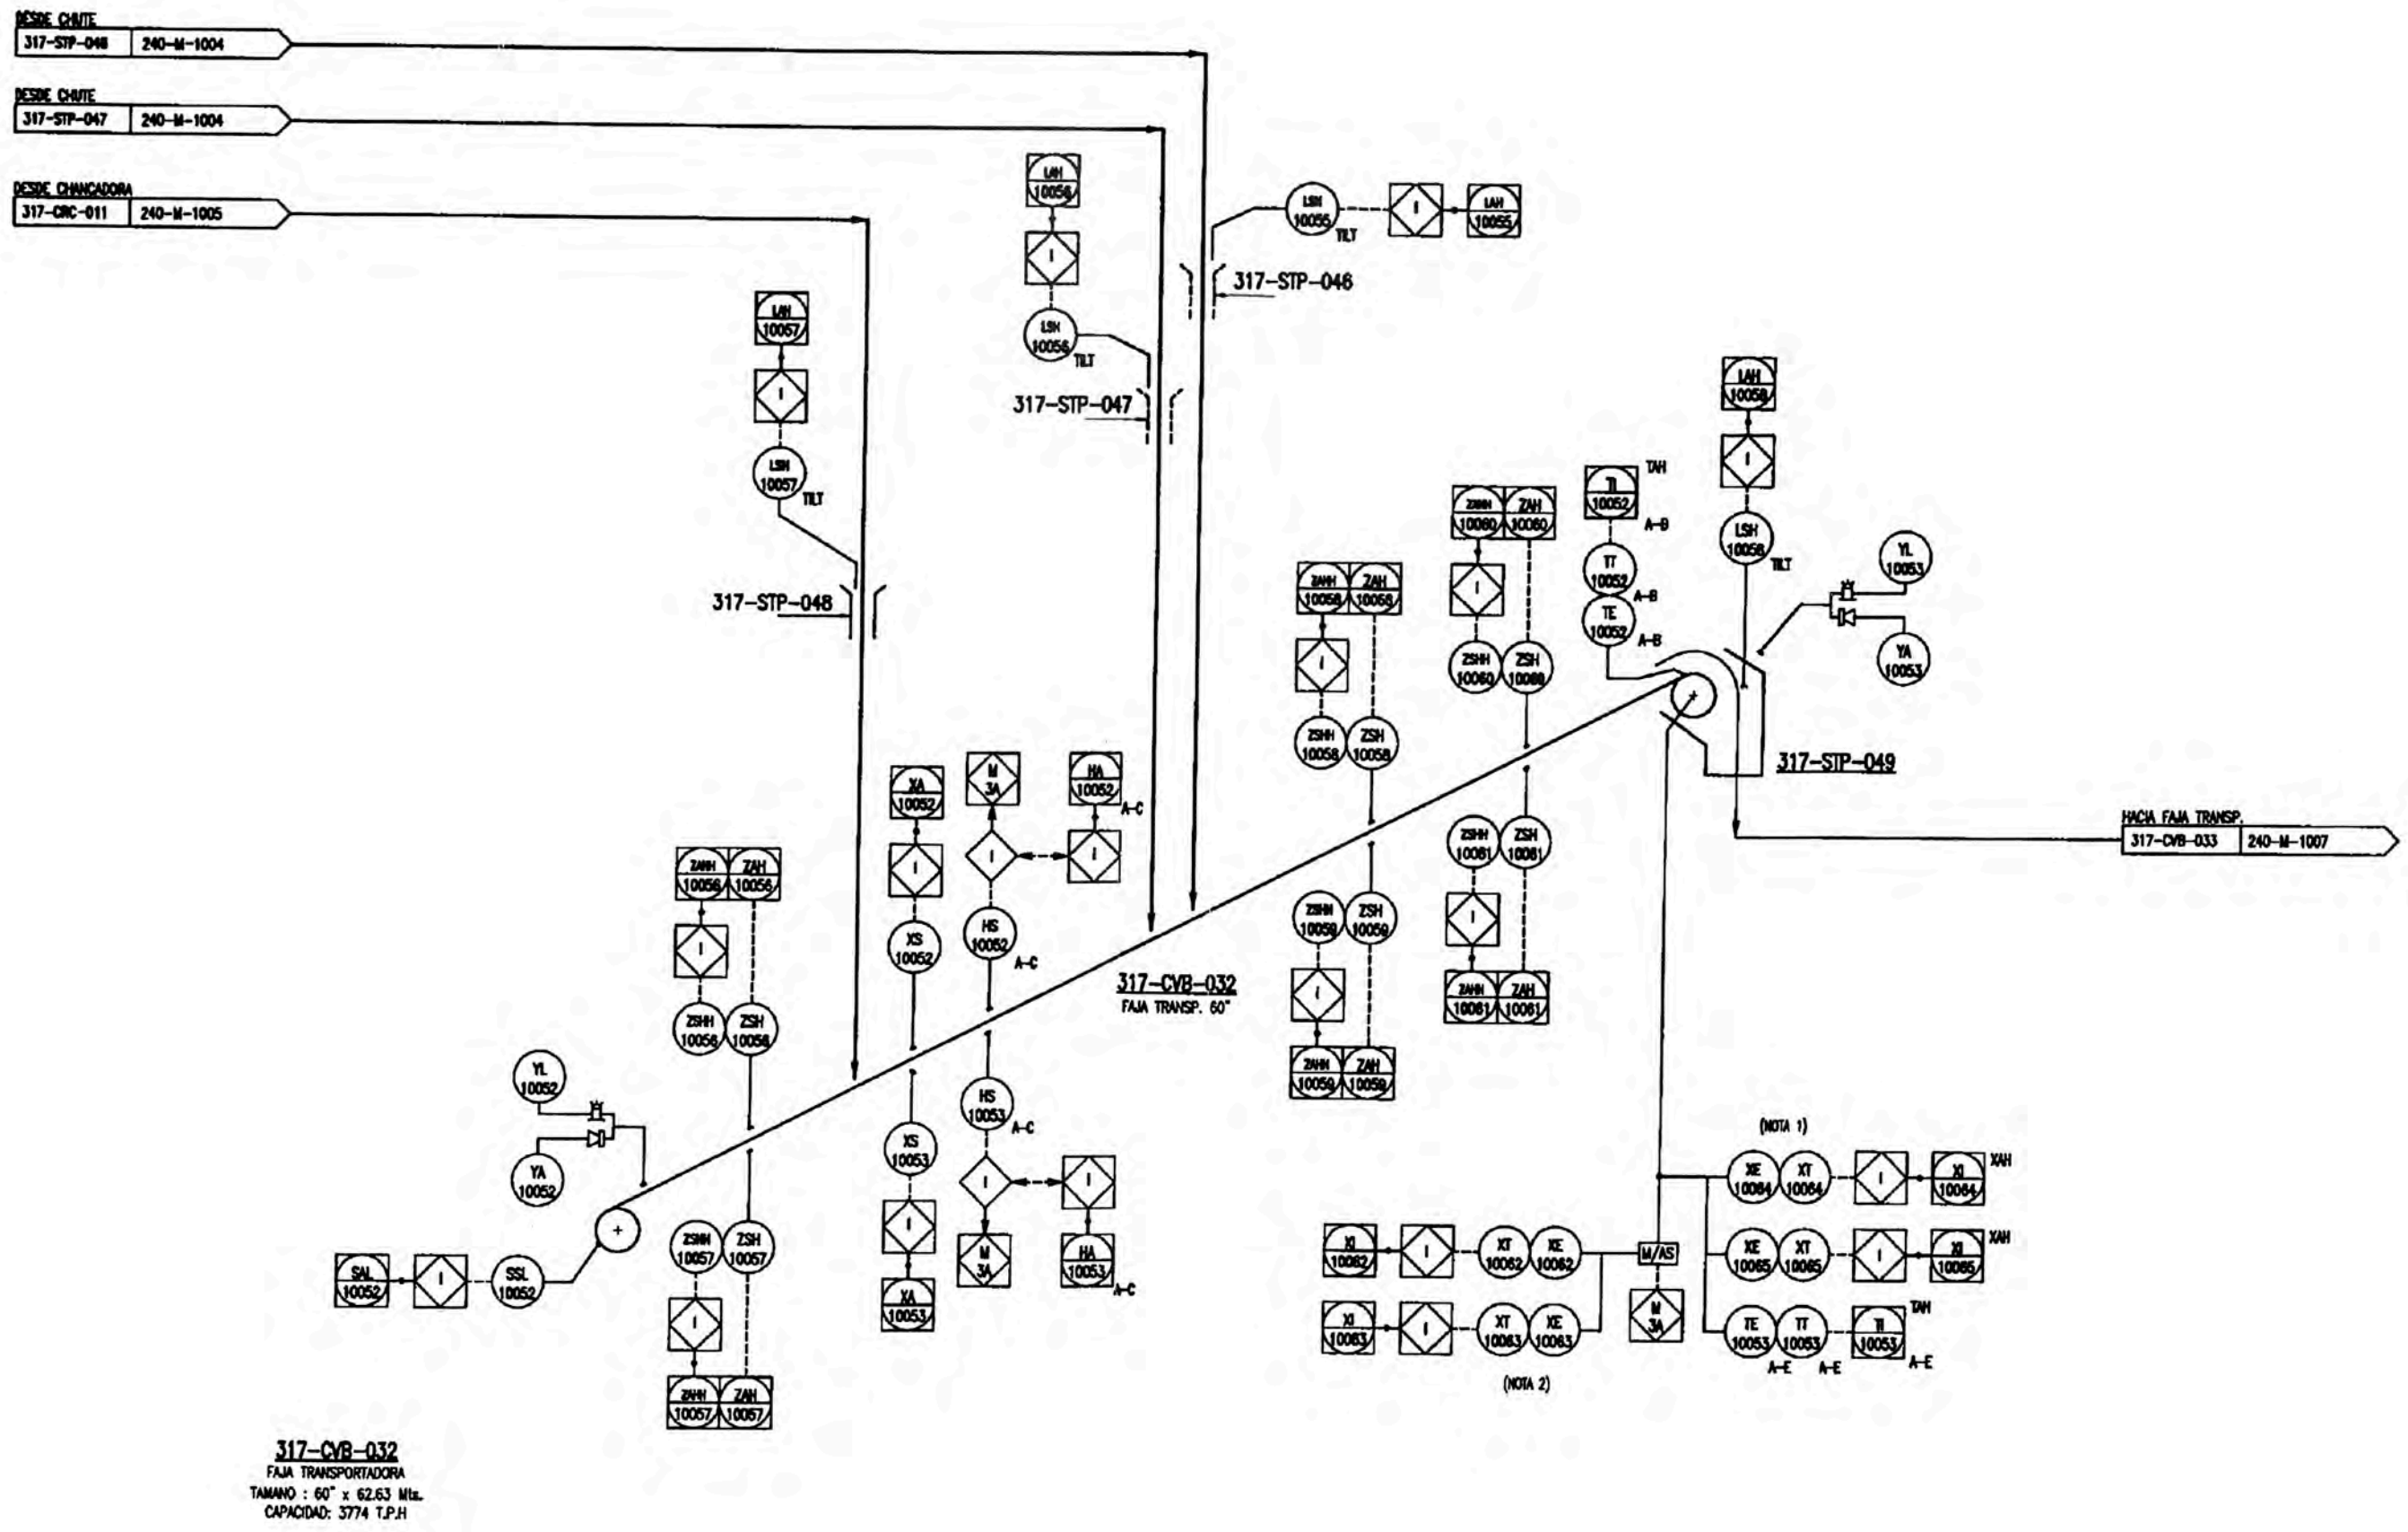 DESDE CHUTE
317-STP-046 240-M-1004
DESDE CHUTE
317-STP-047 240-M-1004
DESDE CHANCADORA
317-CRC-011 240-M-1005
LAH
10056
I
LSH
10056
TILT
LSH
10055
TILT
I
LAH
10055
317-STP-046
LAH
10057
I
LSH
10057
TILT
317-STP-047
317-STP-048
LAH
10058
I
LSH
10058
TILT
TI
10052
TAH
A-B
TT
10052
A-B
TE
10052
A-B
YL
10053
YA
10053
ZAHH
10060
ZAH
10060
I
ZSHH
10060
ZSH
10060
ZAHH
10058
ZAH
10058
I
ZSHH
10058
ZSH
10058
317-STP-049
HACIA FAJA TRANSP.
317-CVB-033 240-M-1007
XA
10052
I
XS
10052
M
3A
I
HA
10052
A-C
I
HS
10052
A-C
ZAHH
10056
ZAH
10056
I
ZSHH
10056
ZSH
10056
317-CVB-032
FAJA TRANSP. 60"
ZSHH
10061
ZSH
10061
I
ZAHH
10061
ZAH
10061
ZSHH
10059
ZSH
10059
I
ZAHH
10059
ZAH
10059
YL
10052
YA
10052
SAL
10052
I
SSL
10052
ZSHH
10057
ZSH
10057
I
ZAHH
10057
ZAH
10057
XS
10053
I
XA
10053
HS
10053
A-C
I
I
M
3A
HA
10053
A-C
(NOTA 1)
XE
10064
XT
10064
I
XI
10064
XAH
XE
10065
XT
10065
I
XI
10065
XAH
TE
10053
A-E
TT
10053
A-E
TI
10053
TAH
A-E
XI
10062
I
XT
10062
XE
10062
M/AS
M
3A
XI
10063
I
XT
10063
XE
10063
(NOTA 2)
317-CVB-032
FAJA TRANSPORTADORA
TAMANO : 60" x 62.63 Mts.
CAPACIDAD: 3774 T.P.H